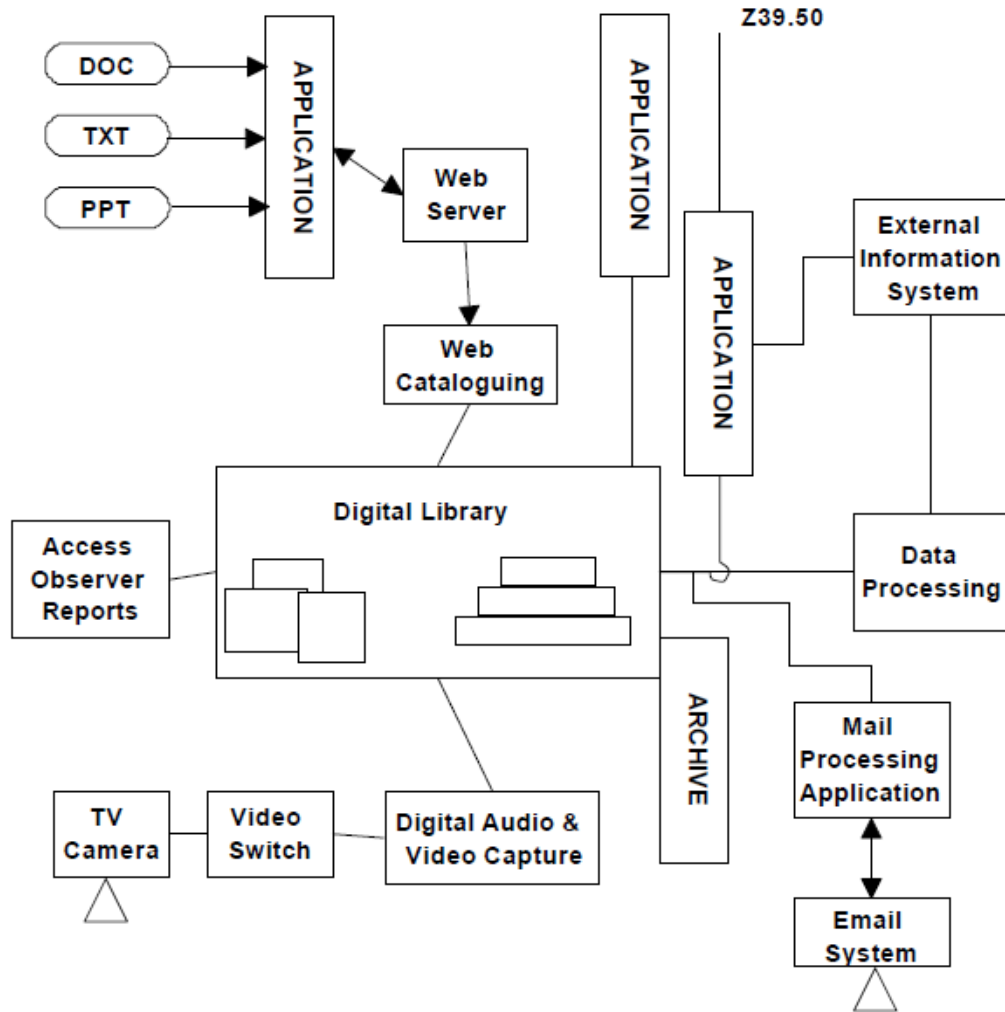 Z39.50
DOC
TXT
PPT
APPLICATION
APPLICATION
Web
Server
APPLICATION
External
Information
System
Web
Cataloguing
Digital Library
Access
Observer
Reports
Data
Processing
ARCHIVE
Mail
Processing
Application
TV
Camera
Video
Switch
Digital Audio &
Video Capture
Email
System